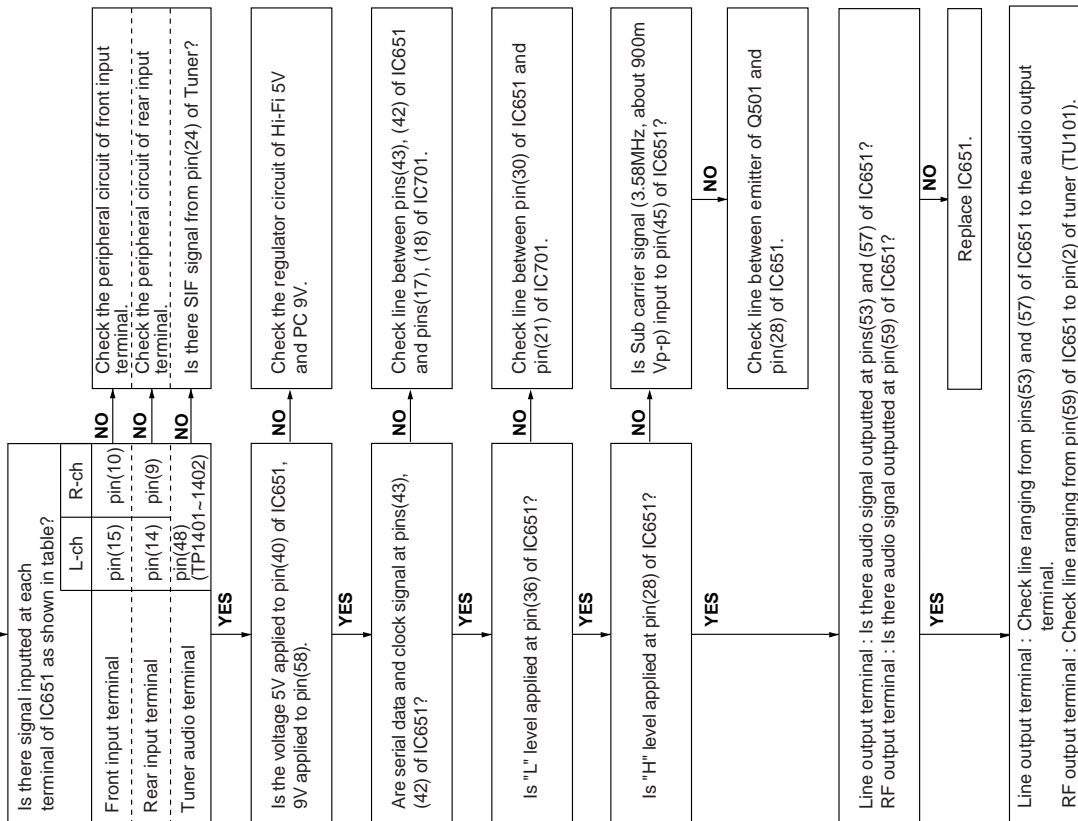 Is there signal inputted at each
terminal of IC651 as shown in table?
L-ch R-ch
Front input terminal pin(15) pin(10)
Rear input terminal pin(14) pin(9)
Tuner audio terminal pin(48)
(TP1401~1402)
NO
Check the peripheral circuit of front input
terminal.
NO
Check the peripheral circuit of rear input
terminal.
NO
Is there SIF signal from pin(24) of Tuner?
YES
Is the voltage 5V applied to pin(40) of IC651,
9V applied to pin(58).
NO
Check the regulator circuit of Hi-Fi 5V
and PC 9V.
YES
Are serial data and clock signal at pins(43),
(42) of IC651?
NO
Check line between pins(43), (42) of IC651
and pins(17), (18) of IC701.
YES
Is "L" level applied at pin(36) of IC651?
NO
Check line between pin(30) of IC651 and
pin(21) of IC701.
YES
Is "H" level applied at pin(28) of IC651?
NO
Is Sub carrier signal (3.58MHz, about 900m
Vp-p) input to pin(45) of IC651?
NO
Check line between emitter of Q501 and
pin(28) of IC651.
YES
Line output terminal : Is there audio signal outputted at pins(53) and (57) of IC651?
RF output terminal : Is there audio signal outputted at pin(59) of IC651?
NO
Replace IC651.
YES
Line output terminal : Check line ranging from pins(53) and (57) of IC651 to the audio output
terminal.
RF output terminal : Check line ranging from pin(59) of IC651 to pin(2) of tuner (TU101).